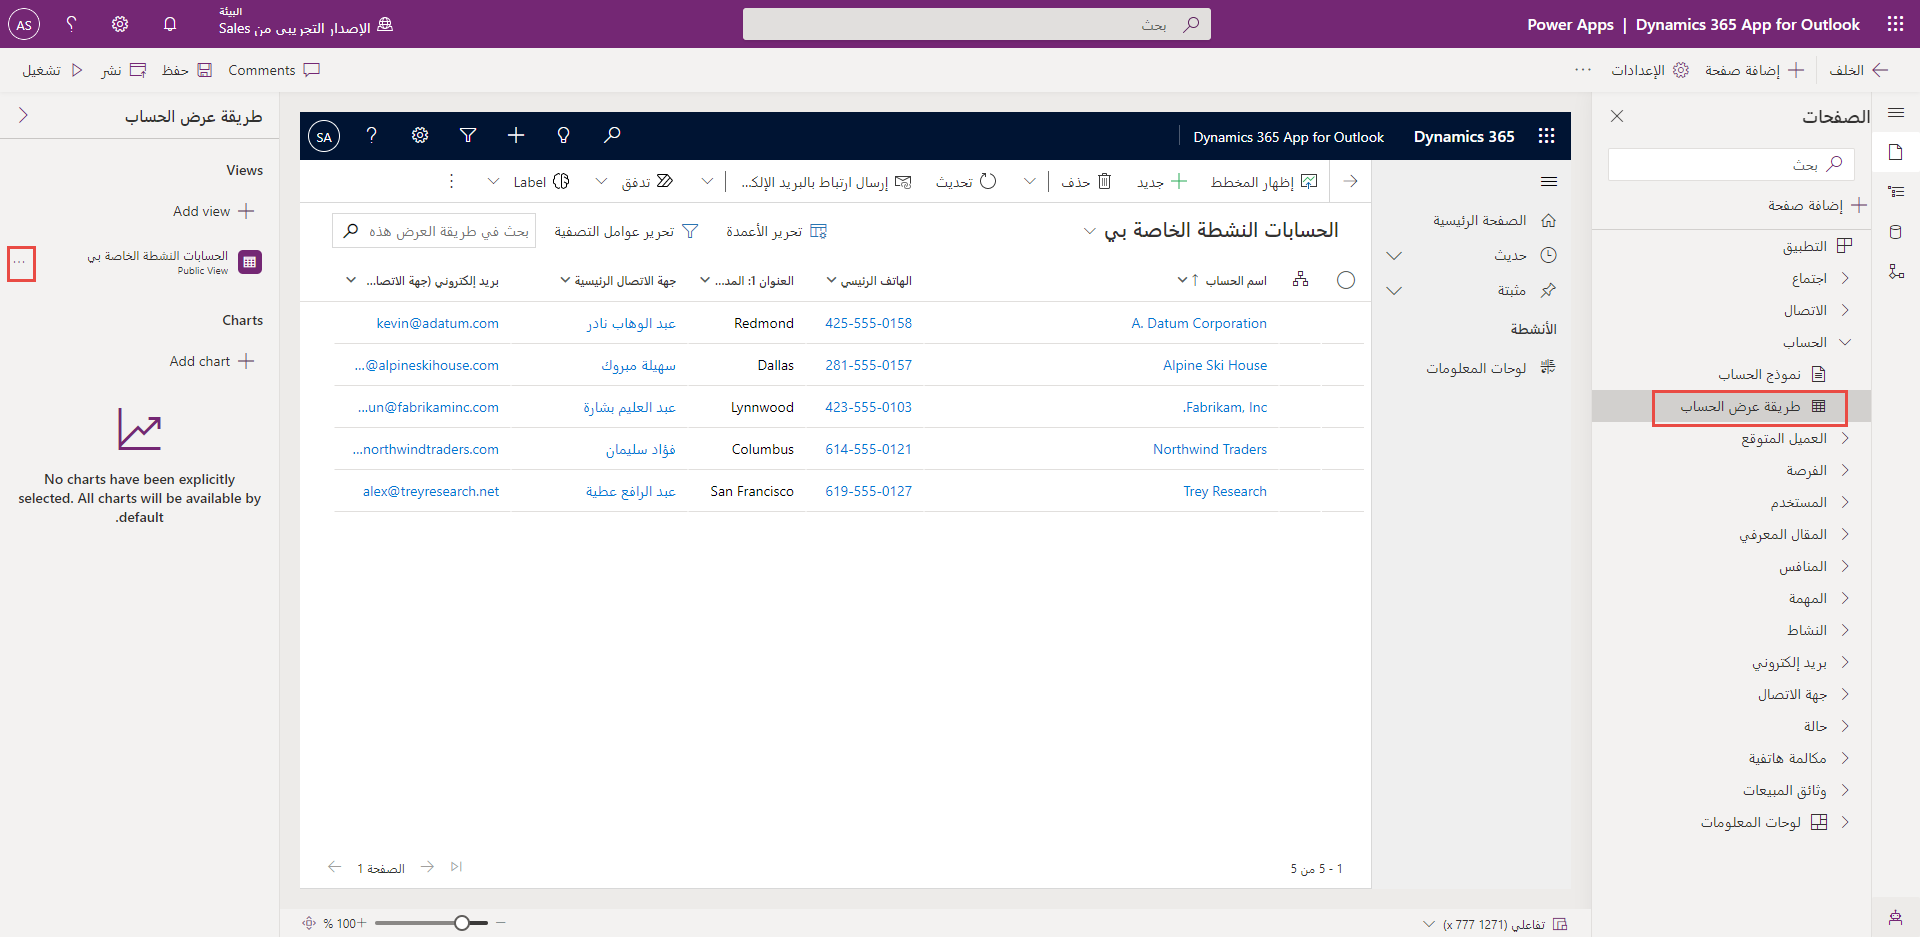 Power Apps | Dynamics 365 App for Outlook
بحث
البيئة
الإصدار التجريبي من Sales
AS
الخلف
إضافة صفحة
الإعدادات
Comments
حفظ
نشر
تشغيل
الصفحات
بحث
إضافة صفحة
التطبيق
اجتماع
الاتصال
الحساب
نموذج الحساب
طريقة عرض الحساب
العميل المتوقع
الفرصة
المستخدم
المقال المعرفي
المنافس
المهمة
النشاط
بريد إلكتروني
جهة الاتصال
حالة
مكالمة هاتفية
وثائق المبيعات
لوحات المعلومات
Dynamics 365
Dynamics 365 App for Outlook
SA
الصفحة الرئيسية
حديث
مثبتة
الأنشطة
لوحات المعلومات
إظهار المخطط
جديد
حذف
تحديث
إرسال ارتباط بالبريد الإلكـ...
تدفق
Label
الحسابات النشطة الخاصة بي
تحرير الأعمدة
تحرير عوامل التصفية
بحث في طريقة العرض هذه
اسم الحساب ↑ الهاتف الرئيسي العنوان 1: المد... جهة الاتصال الرئيسية بريد إلكتروني (جهة الاتصا...
A. Datum Corporation 425-555-0158 Redmond عبد الوهاب نادر kevin@adatum.com
Alpine Ski House 281-555-0157 Dallas سهيلة مبروك ...@alpineskihouse.com
Fabrikam, Inc. 423-555-0103 Lynnwood عبد العليم بشارة ...un@fabrikaminc.com
Northwind Traders 614-555-0121 Columbus فؤاد سليمان ...northwindtraders.com
Trey Research 619-555-0127 San Francisco عبد الرافع عطية alex@treyresearch.net
1 - 5 من 5
الصفحة 1
تفاعلي (1271 x 777)
100 %
طريقة عرض الحساب
Views
Add view
الحسابات النشطة الخاصة بي
Public View
Charts
Add chart
No charts have been explicitly
selected. All charts will be available by
default.